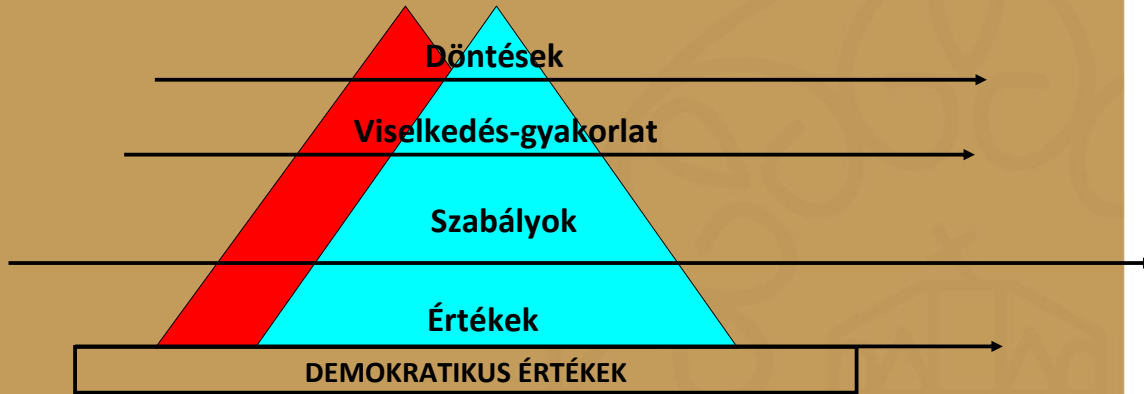 Döntések
Viselkedés-gyakorlat
Szabályok
Értékek
DEMOKRATIKUS ÉRTÉKEK